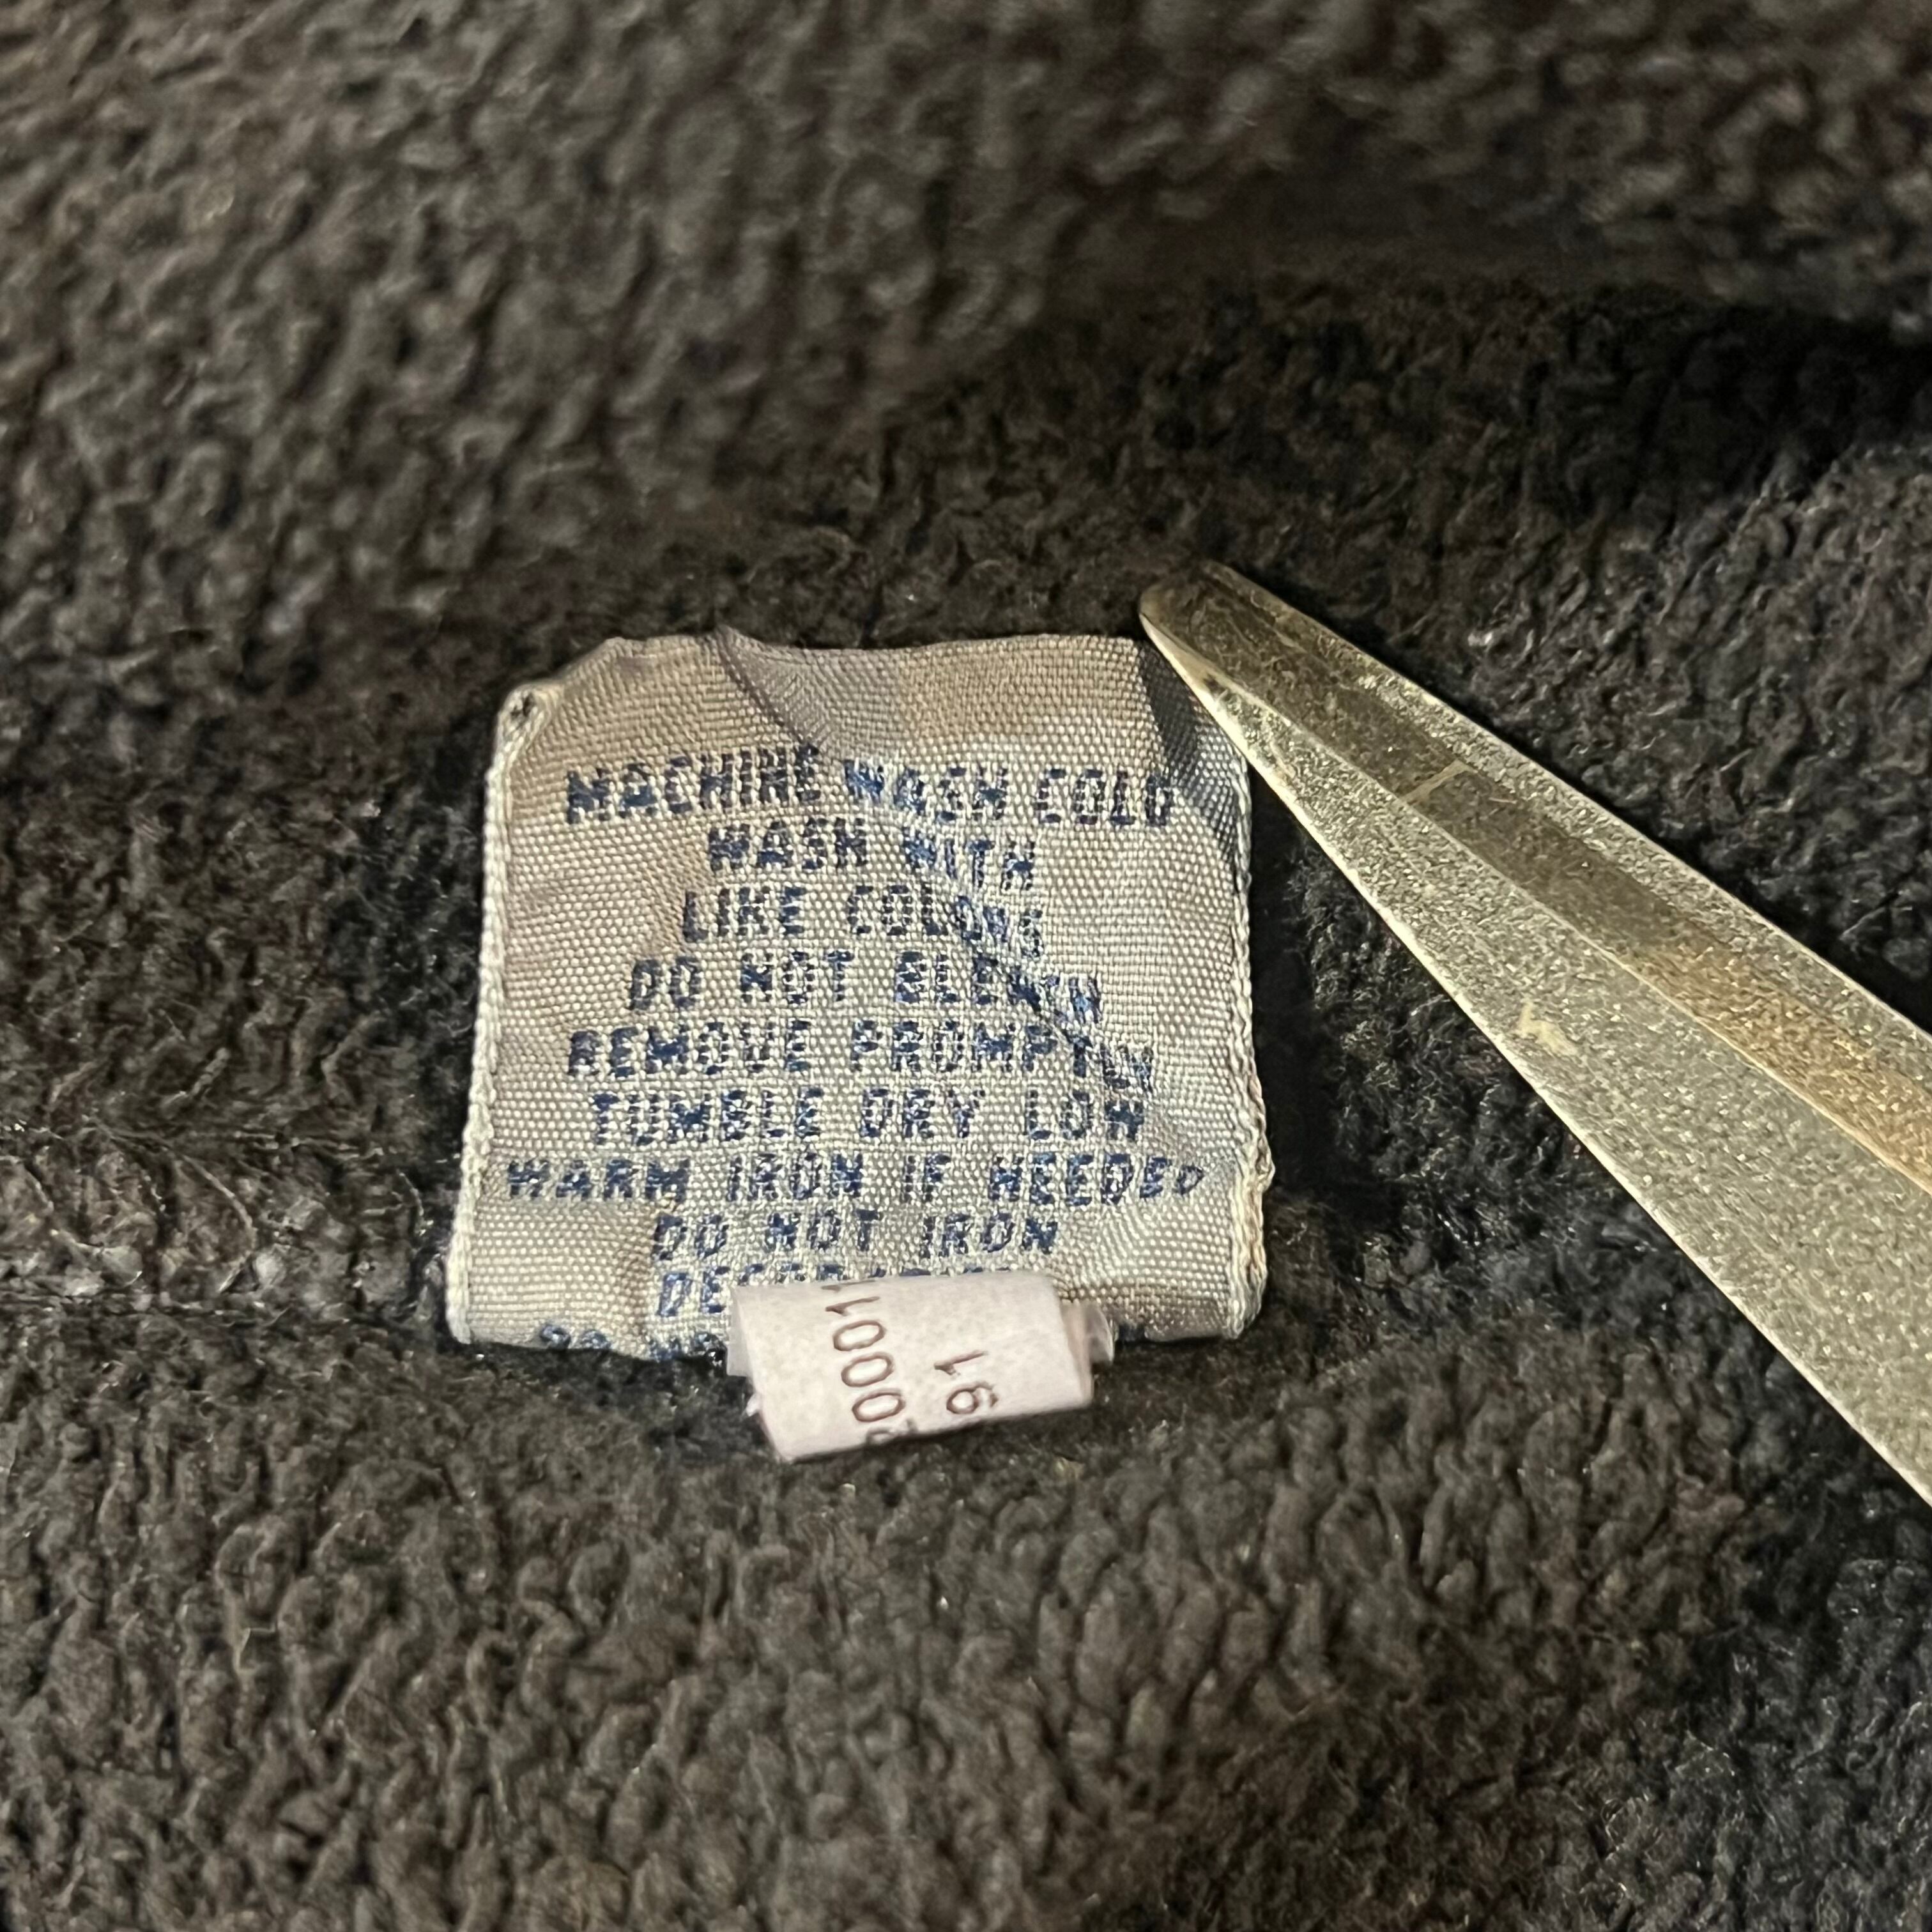 MACHINE WASH COLD
WASH WITH
LIKE COLORS
DO NOT BLEACH
REMOVE PROMPTLY
TUMBLE DRY LOW
WARM IRON IF NEEDED
DO NOT IRON
00011
91